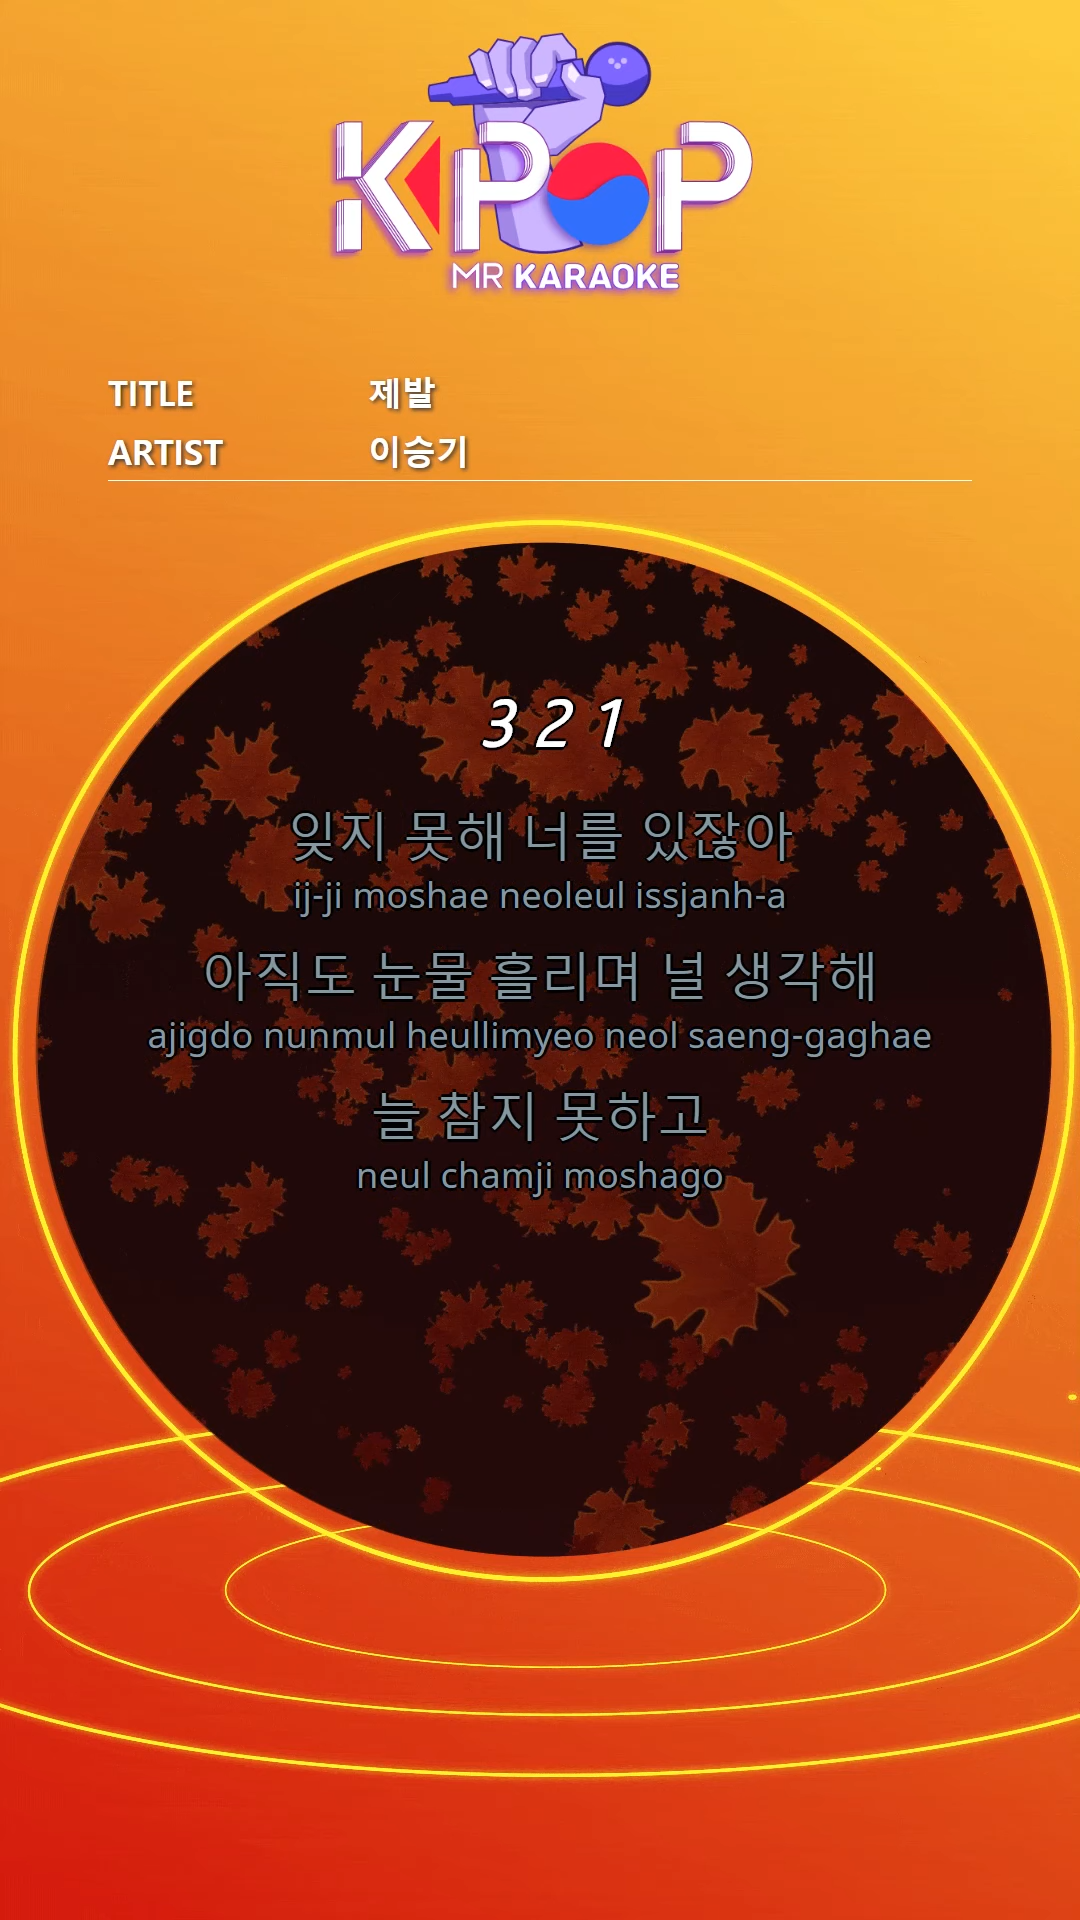 KPOP
MR KARAOKE
TITLE 제발
ARTIST 이승기
3 2 1
잊지 못해 너를 있잖아
ij-ji moshae neoleul issjanh-a
아직도 눈물 흘리며 널 생각해
ajigdo nunmul heullimyeo neol saeng-gaghae
늘 참지 못하고
neul chamji moshago